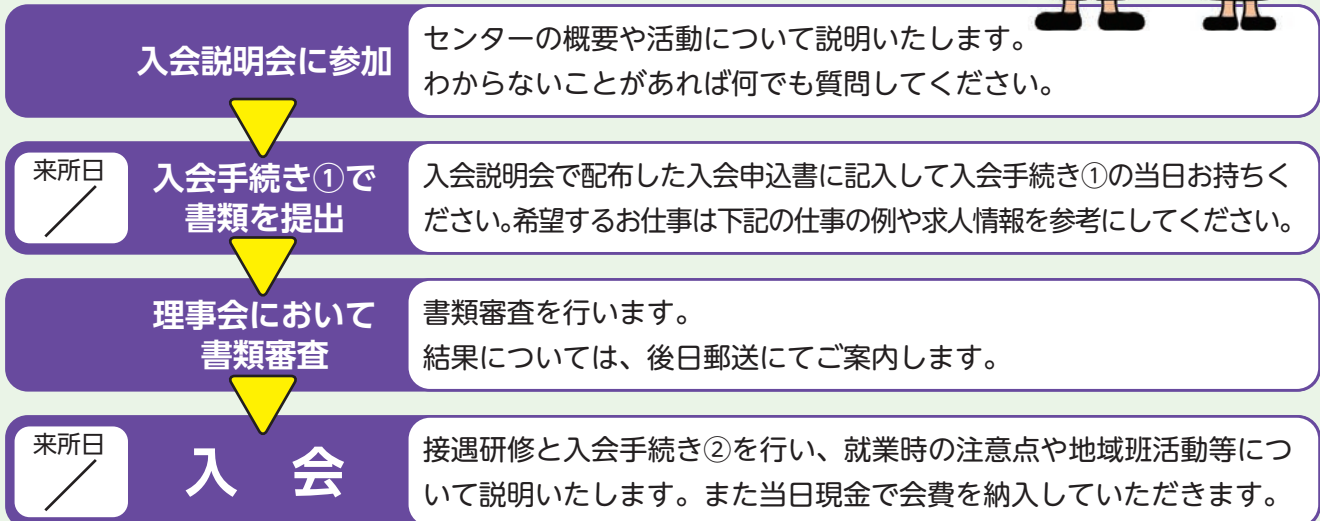 入会説明会に参加
センターの概要や活動について説明いたします。
わからないことがあれば何でも質問してください。
来所日
／
入会手続き①で
書類を提出
入会説明会で配布した入会申込書に記入して入会手続き①の当日お持ちく
ださい。希望するお仕事は下記の仕事の例や求人情報を参考にしてください。
理事会において
書類審査
書類審査を行います。
結果については、後日郵送にてご案内します。
来所日
／
入 会
接遇研修と入会手続き②を行い、就業時の注意点や地域班活動等につ
いて説明いたします。また当日現金で会費を納入していただきます。